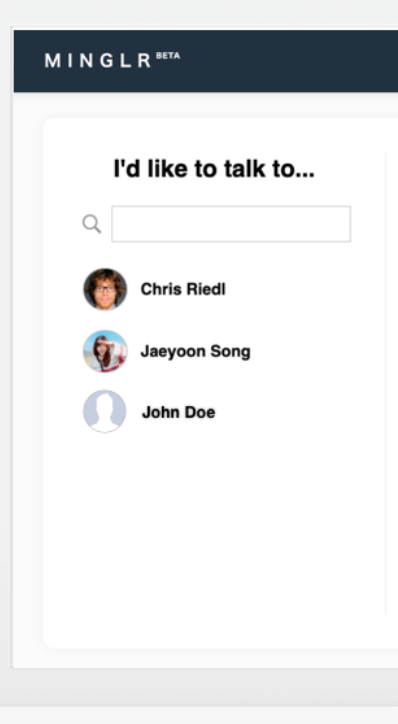 MINGLR BETA
I'd like to talk to...
Chris Riedl
Jaeyoon Song
John Doe